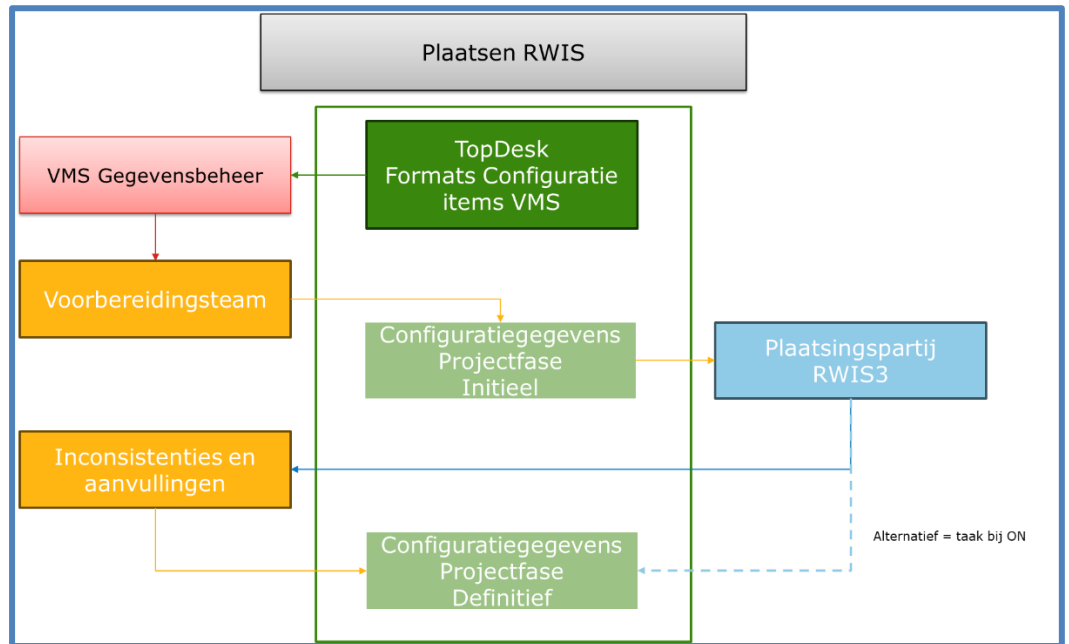 Plaatsen RWIS
TopDesk
Formats Configuratie
items VMS
VMS Gegevensbeheer
Voorbereidingsteam
Configuratiegegevens
Projectfase
Initieel
Plaatsingspartij
RWIS3
Inconsistenties en
aanvullingen
Alternatief = taak bij ON
Configuratiegegevens
Projectfase
Definitief